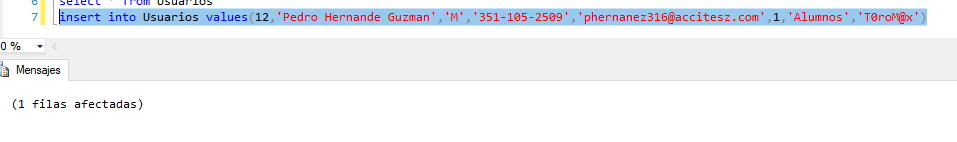 6 select * from Usuarios
7 insert into Usuarios values(12,'Pedro Hernande Guzman','M','351-105-2509','phernanez316@accitesz.com',1,'Alumnos','T0roM@x')
0 %
Mensajes
(1 filas afectadas)